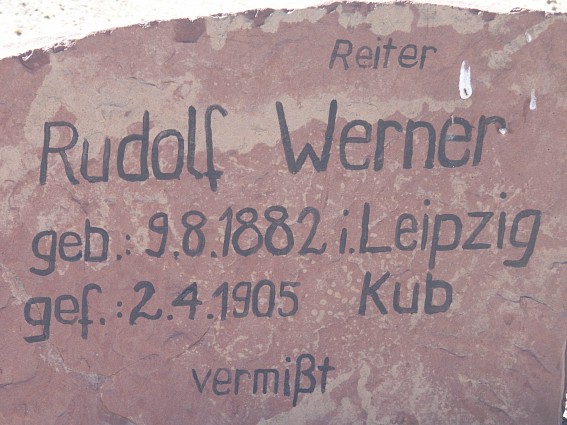 Reiter
Rudolf Werner
geb.: 9.8.1882 i. Leipzig
gef.: 2.4.1905 Kub
vermißt